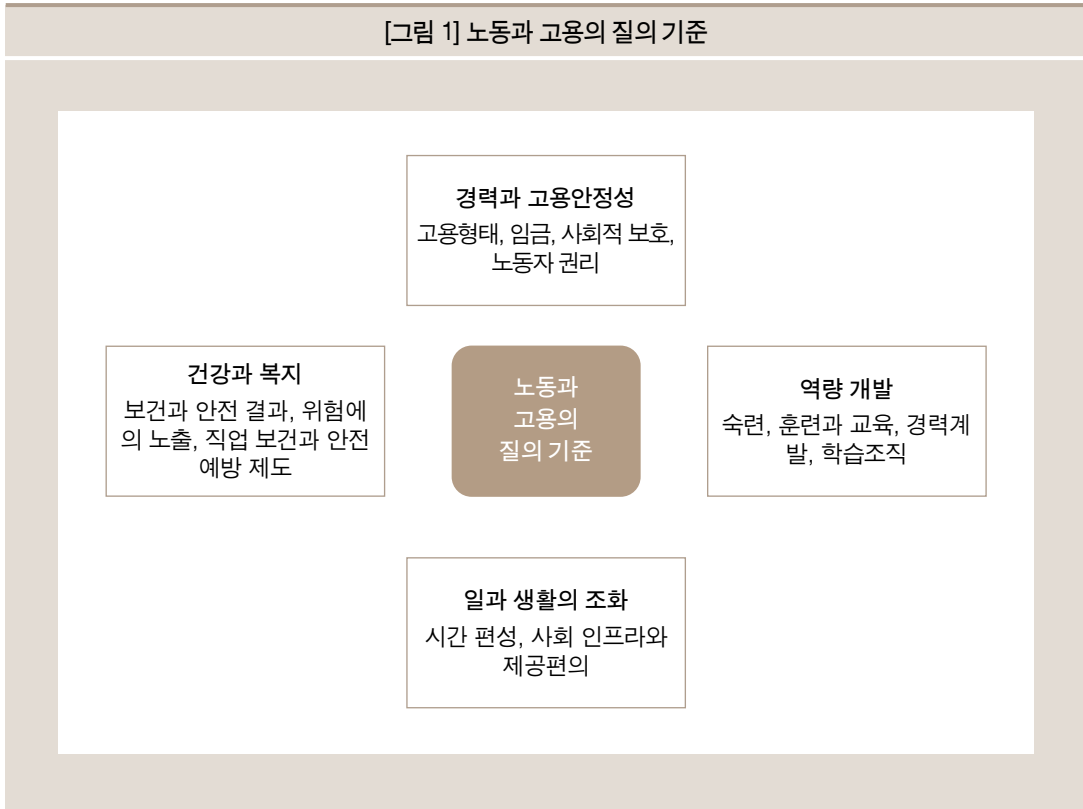 [그림 1] 노동과 고용의 질의 기준
경력과 고용안정성
고용형태, 임금, 사회적 보호,
노동자 권리
건강과 복지
보건과 안전 결과, 위험에
의 노출, 직업 보건과 안전
예방 제도
노동과
고용의
질의 기준
역량 개발
숙련, 훈련과 교육, 경력계
발, 학습조직
일과 생활의 조화
시간 편성, 사회 인프라와
제공편의